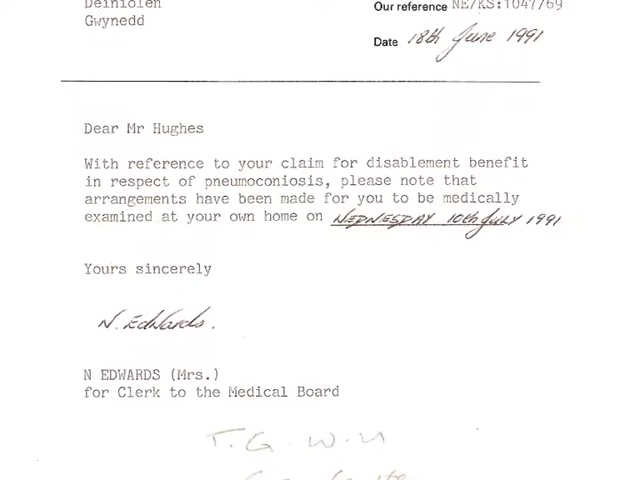 Deiniolen
Gwynedd
Our reference NE/KS:1047769
Date 18th June 1991
Dear Mr Hughes
With reference to your claim for disablement benefit
in respect of pneumoconiosis, please note that
arrangements have been made for you to be medically
examined at your own home on WEDNESDAY 10th JULY 1991
Yours sincerely
N. Edwards.
N EDWARDS (Mrs.)
for Clerk to the Medical Board
T.G.W.U